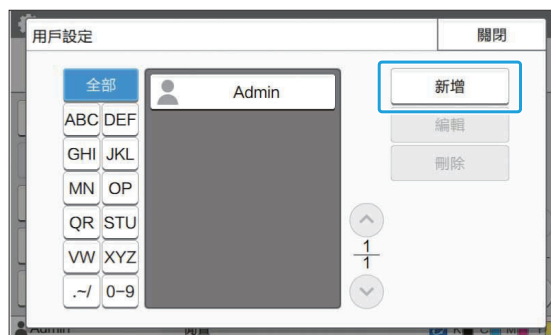 用戶設定
關閉
全部
ABC DEF
GHI JKL
MN OP
QR STU
VW XYZ
.~/ 0-9
Admin
新增
編輯
刪除
1
1
Admin